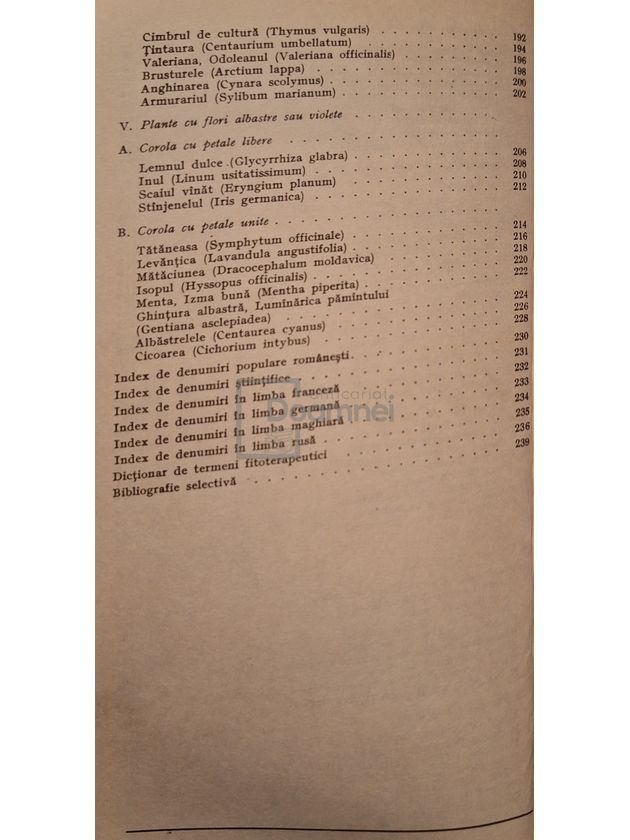 Cimbrul de cultură (Thymus vulgaris) . . . . . . . . . . 192
Țintaura (Centaurium umbellatum) . . . . . . . . . . 194
Valeriana, Odoleanul (Valeriana officinalis) . . . . . . . . 196
Brusturele (Arctium lappa) . . . . . . . . . . 198
Anghinarea (Cynara scolymus) . . . . . . . . . . 200
Armurariul (Sylibum marianum) . . . . . . . . . . 202
V. Plante cu flori albastre sau violete . . . . . . . . . .
A. Corola cu petale libere . . . . . . . . . .
Lemnul dulce (Glycyrrhiza glabra) . . . . . . . . . . 206
Inul (Linum usitatissimum) . . . . . . . . . . 208
Scaiul vînăt (Eryngium planum) . . . . . . . . . . 210
Stînjenelul (Iris germanica) . . . . . . . . . . 212
B. Corola cu petale unite . . . . . . . . . .
Tătăneasa (Symphytum officinale) . . . . . . . . . . 214
Levănțica (Lavandula angustifolia) . . . . . . . . . . 216
Mătăciunea (Dracocephalum moldavica) . . . . . . . . 218
Isopul (Hyssopus officinalis) . . . . . . . . . . 220
Menta, Izma bună (Mentha piperita) . . . . . . . . . . 222
Ghințura albastră, Luminărica pămîntului
(Gentiana asclepiadea) . . . . . . . . . . 224
Albăstrelele (Centaurea cyanus) . . . . . . . . . . 226
Cicoarea (Cichorium intybus) . . . . . . . . . . 228
Index de denumiri populare românești . . . . . . . . . . 230
Index de denumiri științifice . . . . . . . . . . 231
Index de denumiri în limba franceză . . . . . . . . . . 232
Index de denumiri în limba germană . . . . . . . . . . 233
Index de denumiri în limba maghiară . . . . . . . . . . 234
Index de denumiri în limba rusă . . . . . . . . . . 235
Dicționar de termeni fitoterapeutici . . . . . . . . . . 236
Bibliografie selectivă . . . . . . . . . . 239